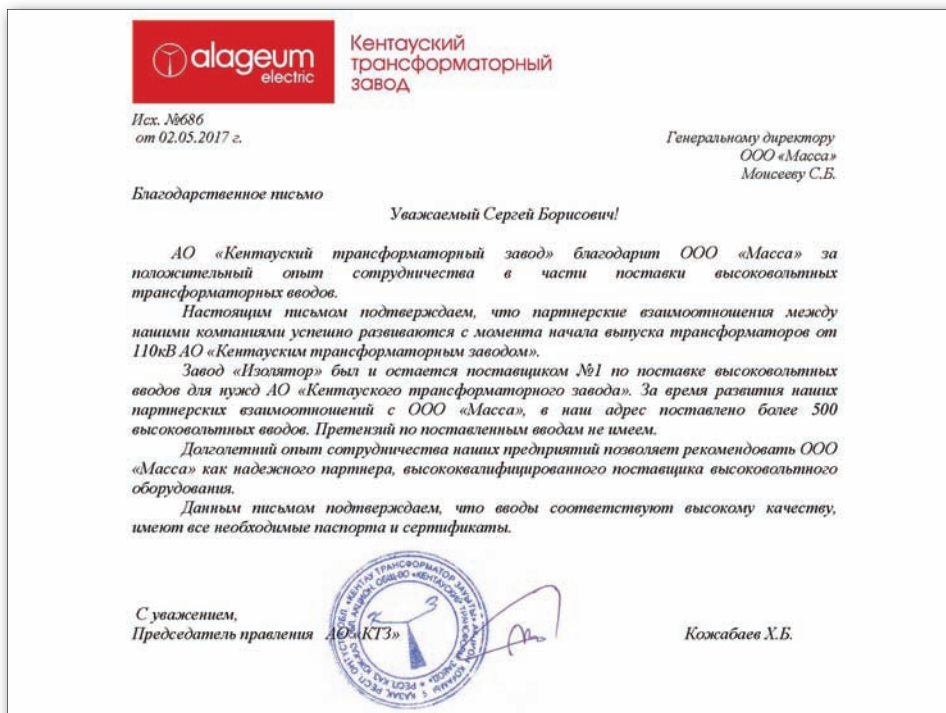 alageum
electric
Кентауский
трансформаторный
завод
Исх. №686
от 02.05.2017 г.
Генеральному директору
ООО «Масса»
Моисееву С.Б.
Благодарственное письмо
Уважаемый Сергей Борисович!
АО «Кентауский трансформаторный завод» благодарит ООО «Масса» за
положительный опыт сотрудничества в части поставки высоковольтных
трансформаторных вводов.
Настоящим письмом подтверждаем, что партнерские взаимоотношения между
нашими компаниями успешно развиваются с момента начала выпуска трансформаторов от
110кВ АО «Кентауским трансформаторным заводом».
Завод «Изолятор» был и остается поставщиком №1 по поставке высоковольтных
вводов для нужд АО «Кентауского трансформаторного завода». За время развития наших
партнерских взаимоотношений с ООО «Масса», в наш адрес поставлено более 500
высоковольтных вводов. Претензий по поставленным вводам не имеем.
Долголетний опыт сотрудничества наших предприятий позволяет рекомендовать ООО
«Масса» как надежного партнера, высококвалифицированного поставщика высоковольтного
оборудования.
Данным письмом подтверждаем, что вводы соответствуют высокому качеству,
имеют все необходимые паспорта и сертификаты.
С уважением,
Председатель правления АО «КТЗ»
Кожабаев Х.Б.